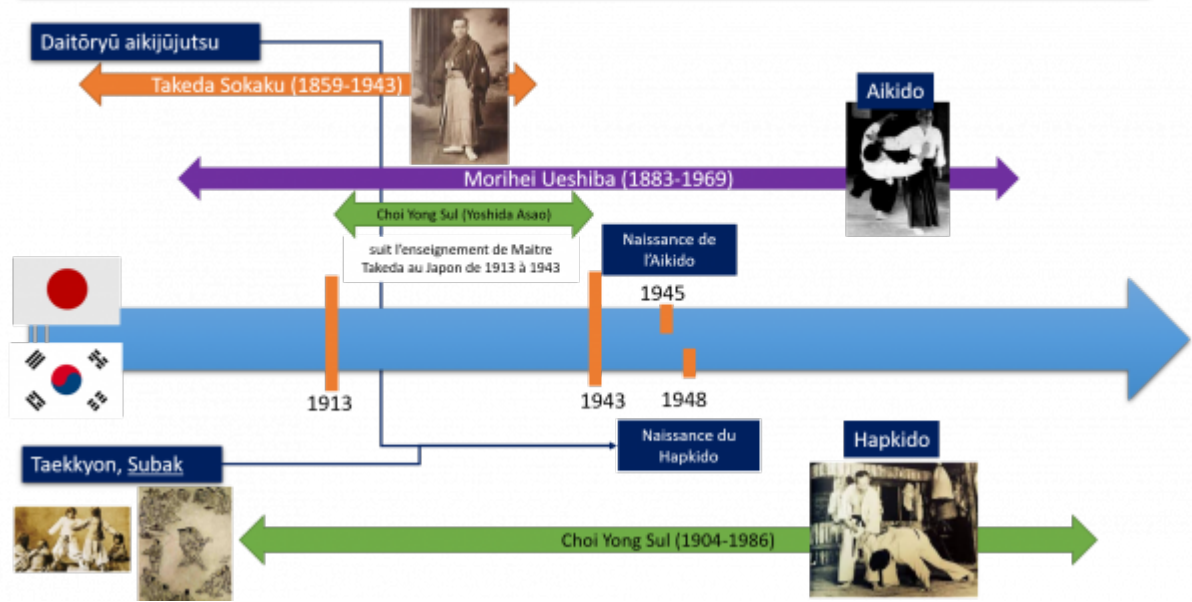 Daitōryū aikijūjutsu
Takeda Sokaku (1859-1943)
Aikido
Morihei Ueshiba (1883-1969)
Choi Yong Sul (Yoshida Asao)
suit l'enseignement de Maitre
Takeda au Japon de 1913 à 1943
Naissance de
l'Aikido
1945
1913
1943
1948
Naissance du
Hapkido
Hapkido
Taekkyon, Subak
Choi Yong Sul (1904-1986)